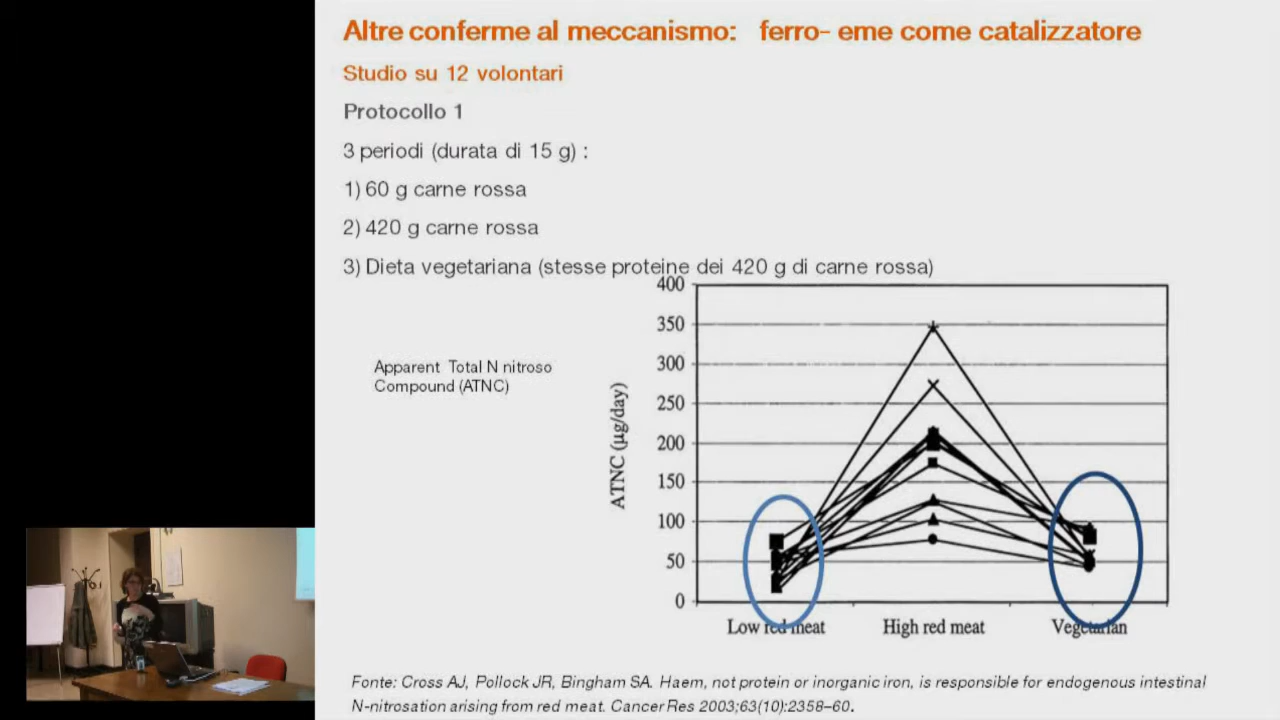 Altre conferme al meccanismo: ferro- eme come catalizzatore
Studio su 12 volontari
Protocollo 1
3 periodi (durata di 15 g) :
1) 60 g carne rossa
2) 420 g carne rossa
3) Dieta vegetariana (stesse proteine dei 420 g di carne rossa)
Apparent Total N nitroso
Compound (ATNC)
ATNC (µg/day)
400
350
300
250
200
150
100
50
0
Low red meat High red meat Vegetarian
Fonte: Cross AJ, Pollock JR, Bingham SA. Haem, not protein or inorganic iron, is responsible for endogenous intestinal
N-nitrosation arising from red meat. Cancer Res 2003;63(10):2358–60.